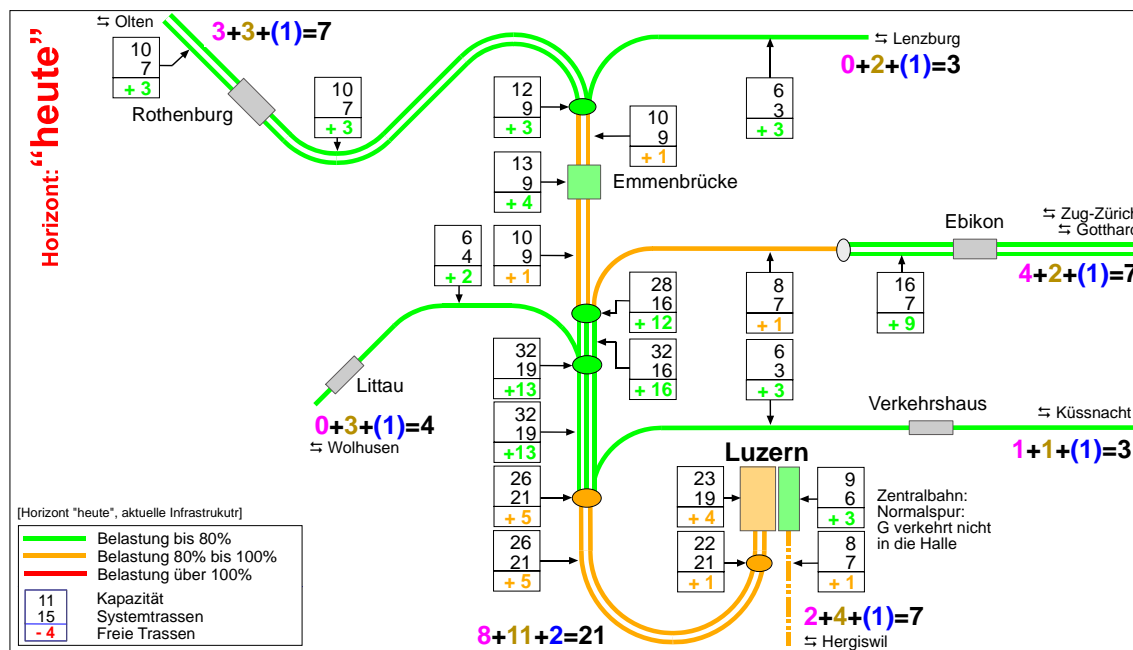 Horizont: "heute"
⇆ Olten
3+3+(1)=7
10
7
+ 3
Rothenburg
10
7
+ 3
12
9
+ 3
10
9
+ 1
⇆ Lenzburg
0+2+(1)=3
6
3
+ 3
13
9
+ 4
Emmenbrücke
6
4
+ 2
10
9
+ 1
Ebikon
⇆ Zug-Zürich
⇆ Gotthard
4+2+(1)=7
28
16
+ 12
8
7
+ 1
16
7
+ 9
32
19
+13
32
16
+ 16
6
3
+ 3
Littau
0+3+(1)=4
⇆ Wolhusen
32
19
+13
Verkehrshaus
⇆ Küssnacht
1+1+(1)=3
Luzern
26
21
+ 5
23
19
+ 4
9
6
+ 3
Zentralbahn:
Normalspur:
G verkehrt nicht
in die Halle
26
21
+ 5
22
21
+ 1
8
7
+ 1
8+11+2=21
2+4+(1)=7
⇆ Hergiswil
[Horizont "heute", aktuelle Infrastrukutr]
Belastung bis 80%
Belastung 80% bis 100%
Belastung über 100%
11 Kapazität
15 Systemtrassen
- 4 Freie Trassen